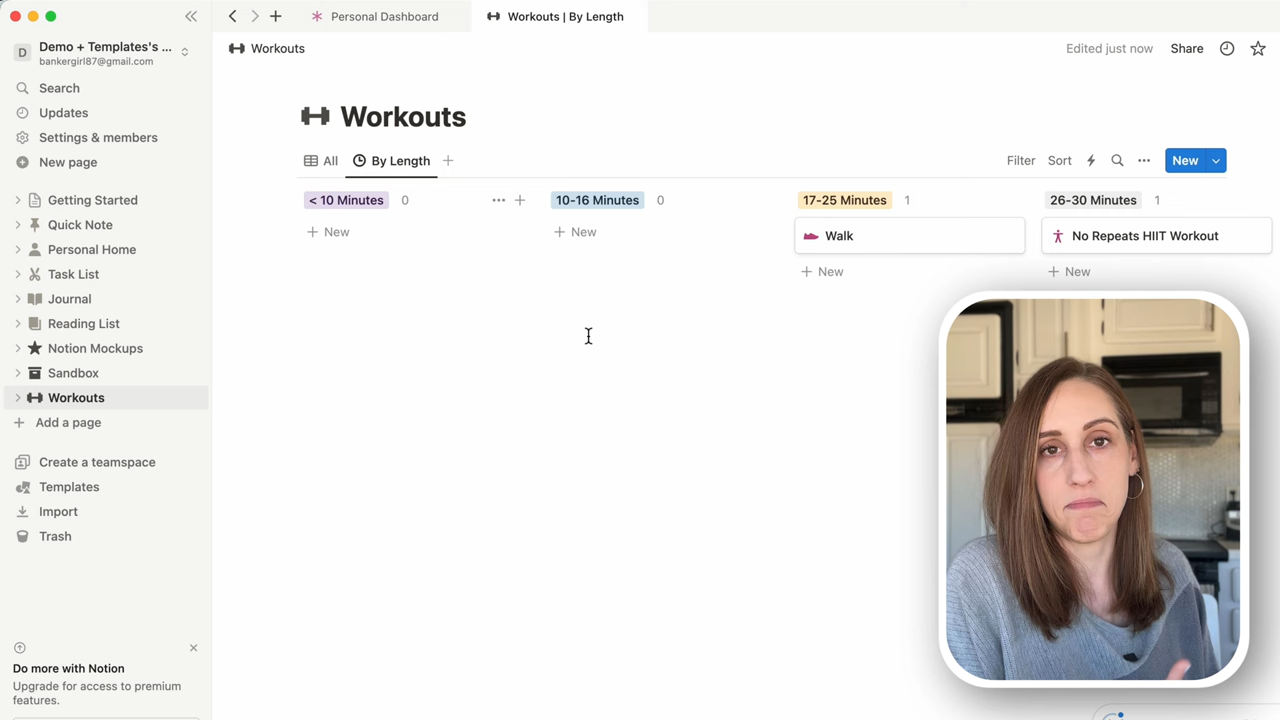 Personal Dashboard
Workouts | By Length
D
Demo + Templates's ...
bankergirl87@gmail.com
Workouts
Edited just now
Share
Search
Updates
Settings & members
New page
Getting Started
Quick Note
Personal Home
Task List
Journal
Reading List
Notion Mockups
Sandbox
Workouts
Add a page
Create a teamspace
Templates
Import
Trash
Do more with Notion
Upgrade for access to premium
features.
Workouts
All
By Length
Filter
Sort
New
< 10 Minutes 0
New
10-16 Minutes 0
New
17-25 Minutes 1
Walk
New
26-30 Minutes 1
No Repeats HIIT Workout
New